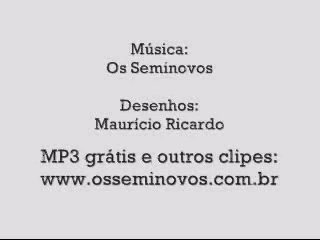 Música:
Os Seminovos
Desenhos:
Maurício Ricardo
MP3 grátis e outros clipes:
www.osseminovos.com.br